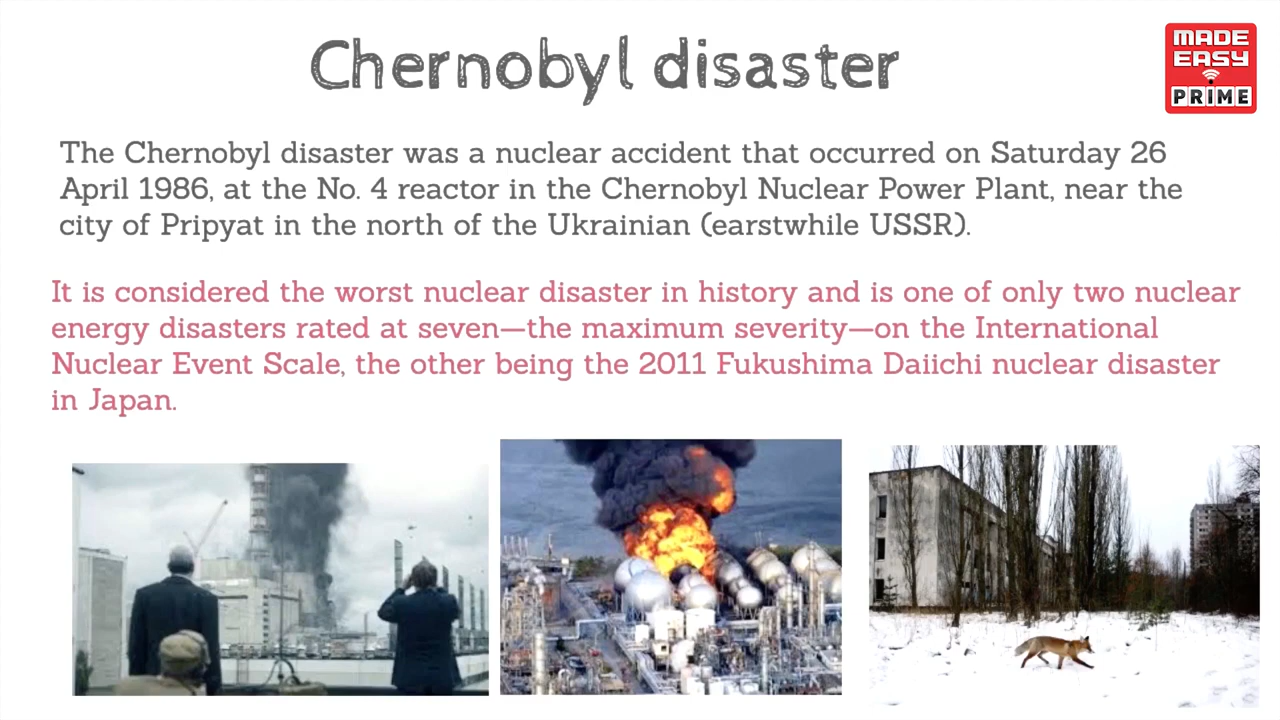 Chernobyl disaster
MADE
EASY
PRIME
The Chernobyl disaster was a nuclear accident that occurred on Saturday 26
April 1986, at the No. 4 reactor in the Chernobyl Nuclear Power Plant, near the
city of Pripyat in the north of the Ukrainian (earstwhile USSR).
It is considered the worst nuclear disaster in history and is one of only two nuclear
energy disasters rated at seven—the maximum severity—on the International
Nuclear Event Scale, the other being the 2011 Fukushima Daiichi nuclear disaster
in Japan.